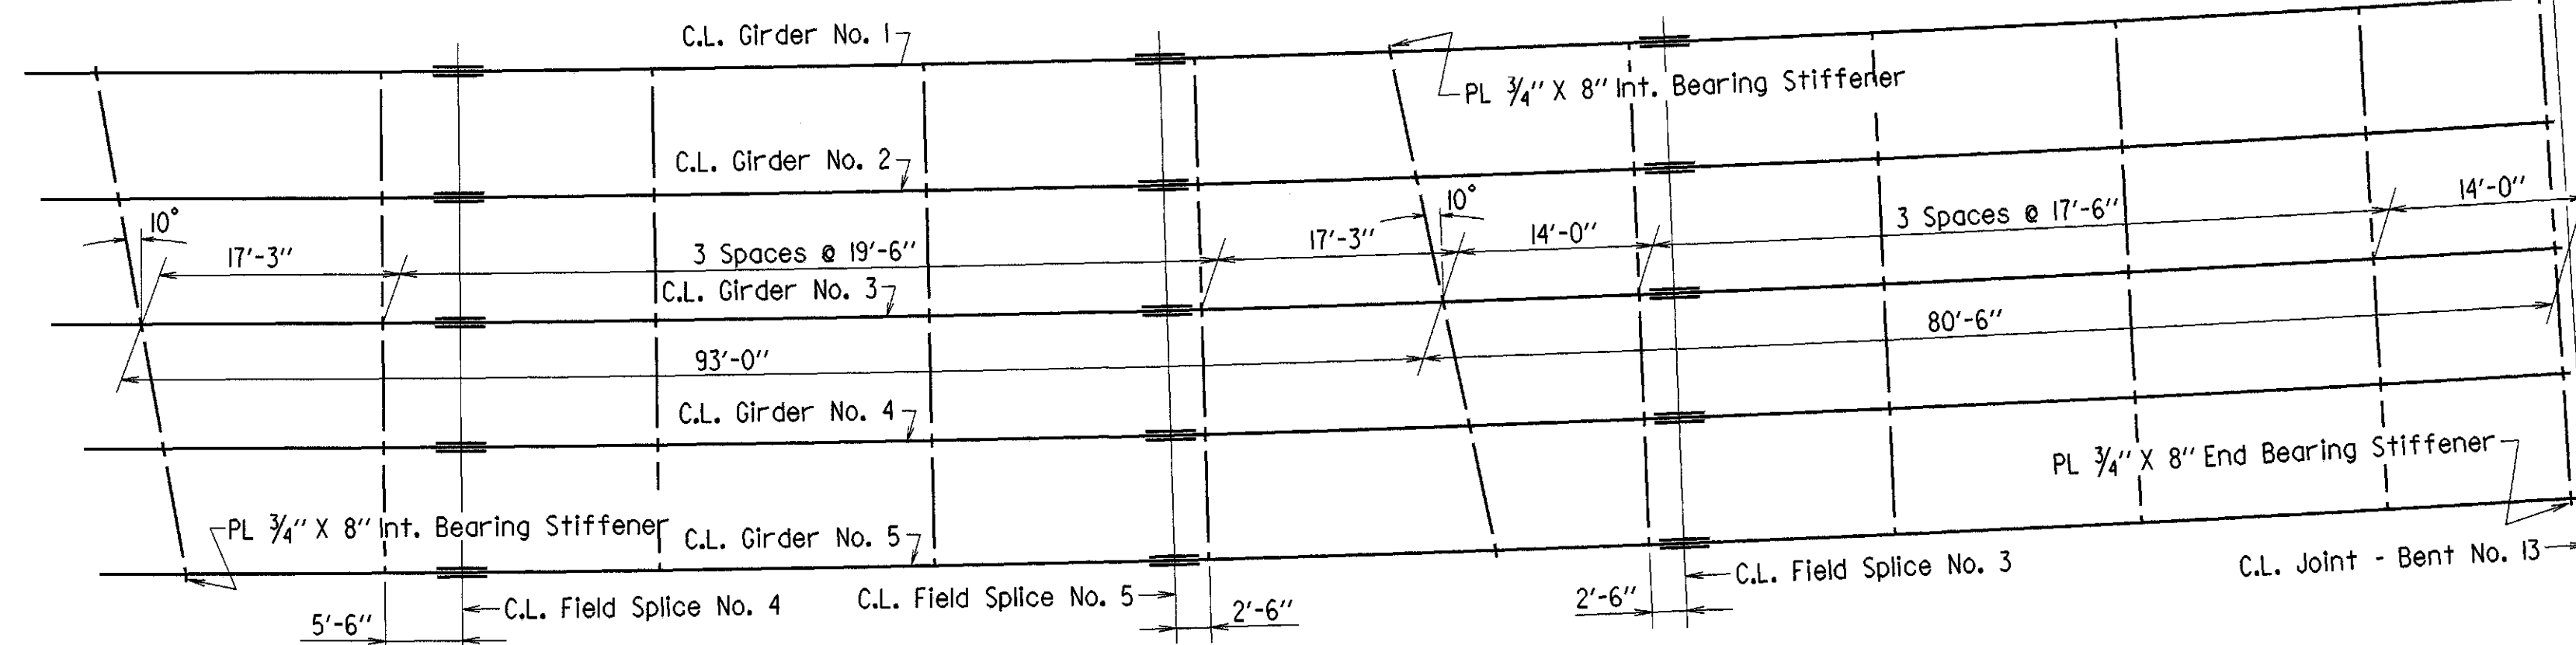 C.L. Girder No. 1
PL 3/4" X 8" Int. Bearing Stiffener
C.L. Girder No. 2
10°
17'-3"
3 Spaces @ 19'-6"
17'-3"
10°
14'-0"
3 Spaces @ 17'-6"
14'-0"
C.L. Girder No. 3
93'-0"
80'-6"
C.L. Girder No. 4
PL 3/4" X 8" End Bearing Stiffener
PL 3/4" X 8" Int. Bearing Stiffener
C.L. Girder No. 5
C.L. Field Splice No. 4
C.L. Field Splice No. 5
C.L. Field Splice No. 3
C.L. Joint - Bent No. 13
5'-6"
2'-6"
2'-6"